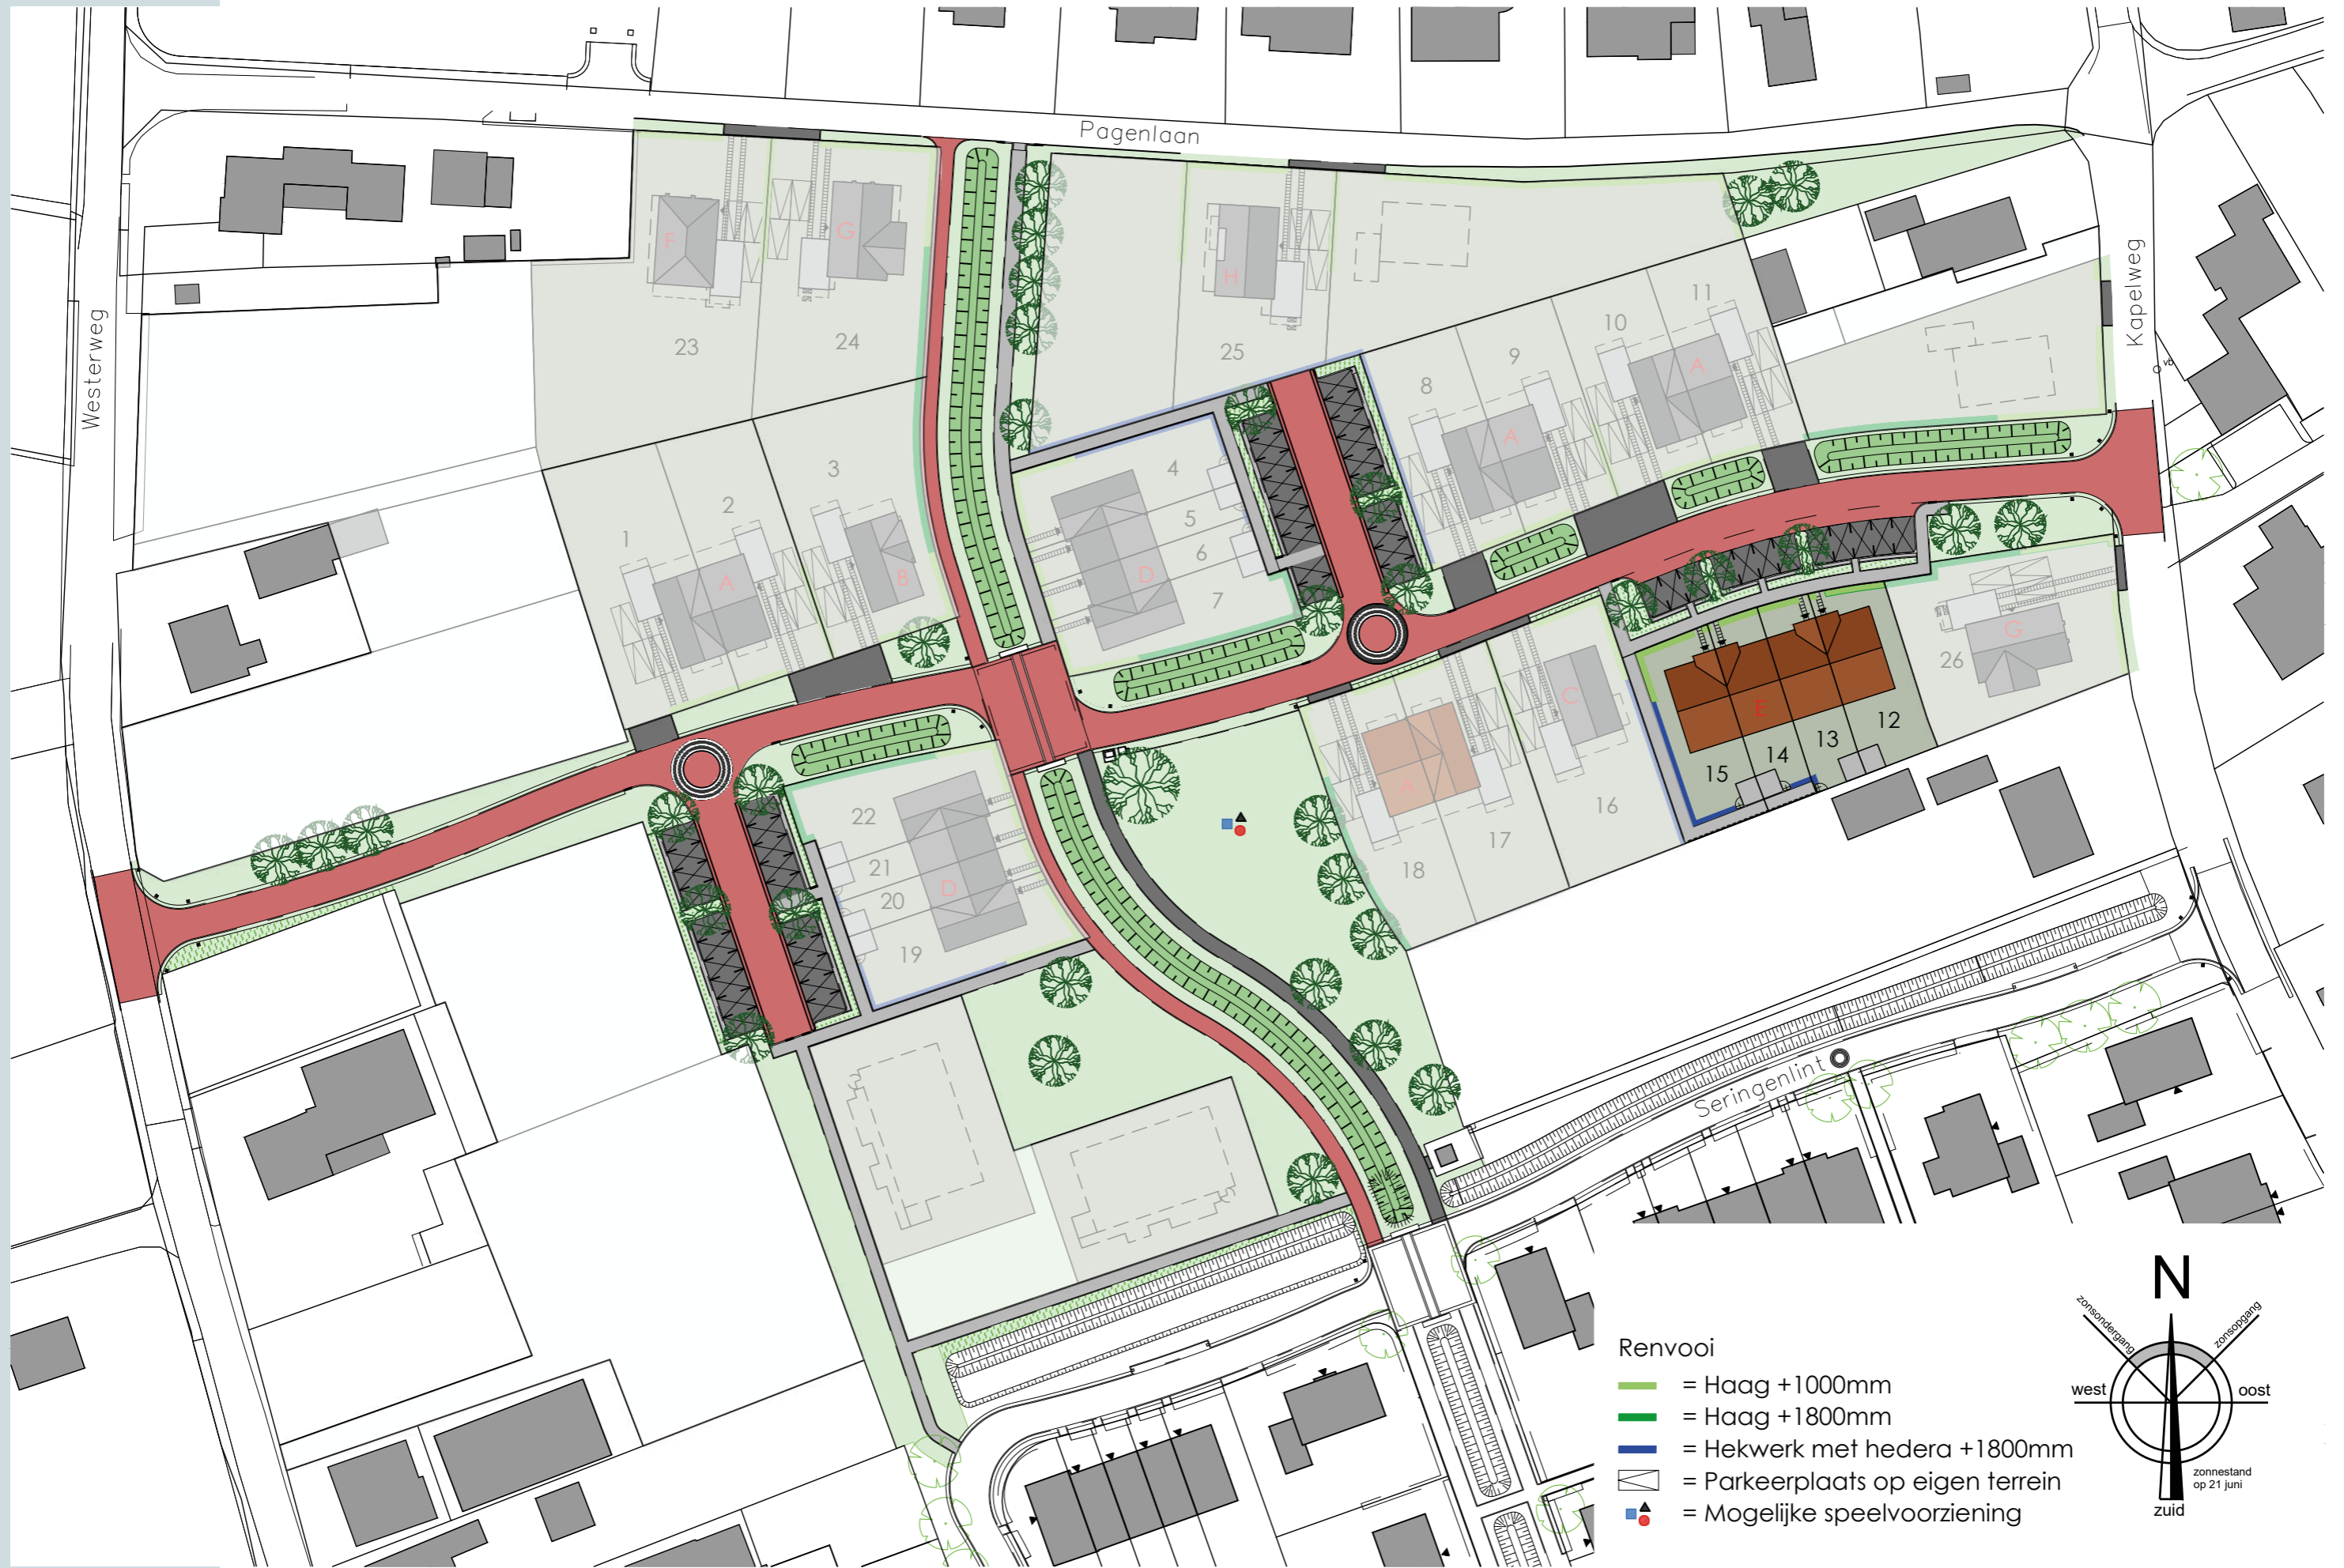 Pagenlaan
Westerweg
Kapelweg
vb
F
G
H
23
24
25
11
10
9
8
A
A
3
2
1
A
B
4
5
6
7
D
C
E
G
26
12
13
14
15
16
17
18
A
22
21
20
19
D
Seringenlint
Renvooi
= Haag +1000mm
= Haag +1800mm
= Hekwerk met hedera +1800mm
= Parkeerplaats op eigen terrein
= Mogelijke speelvoorziening
N
zonsondergang
zonsopgang
west
oost
zonnestand
op 21 juni
zuid